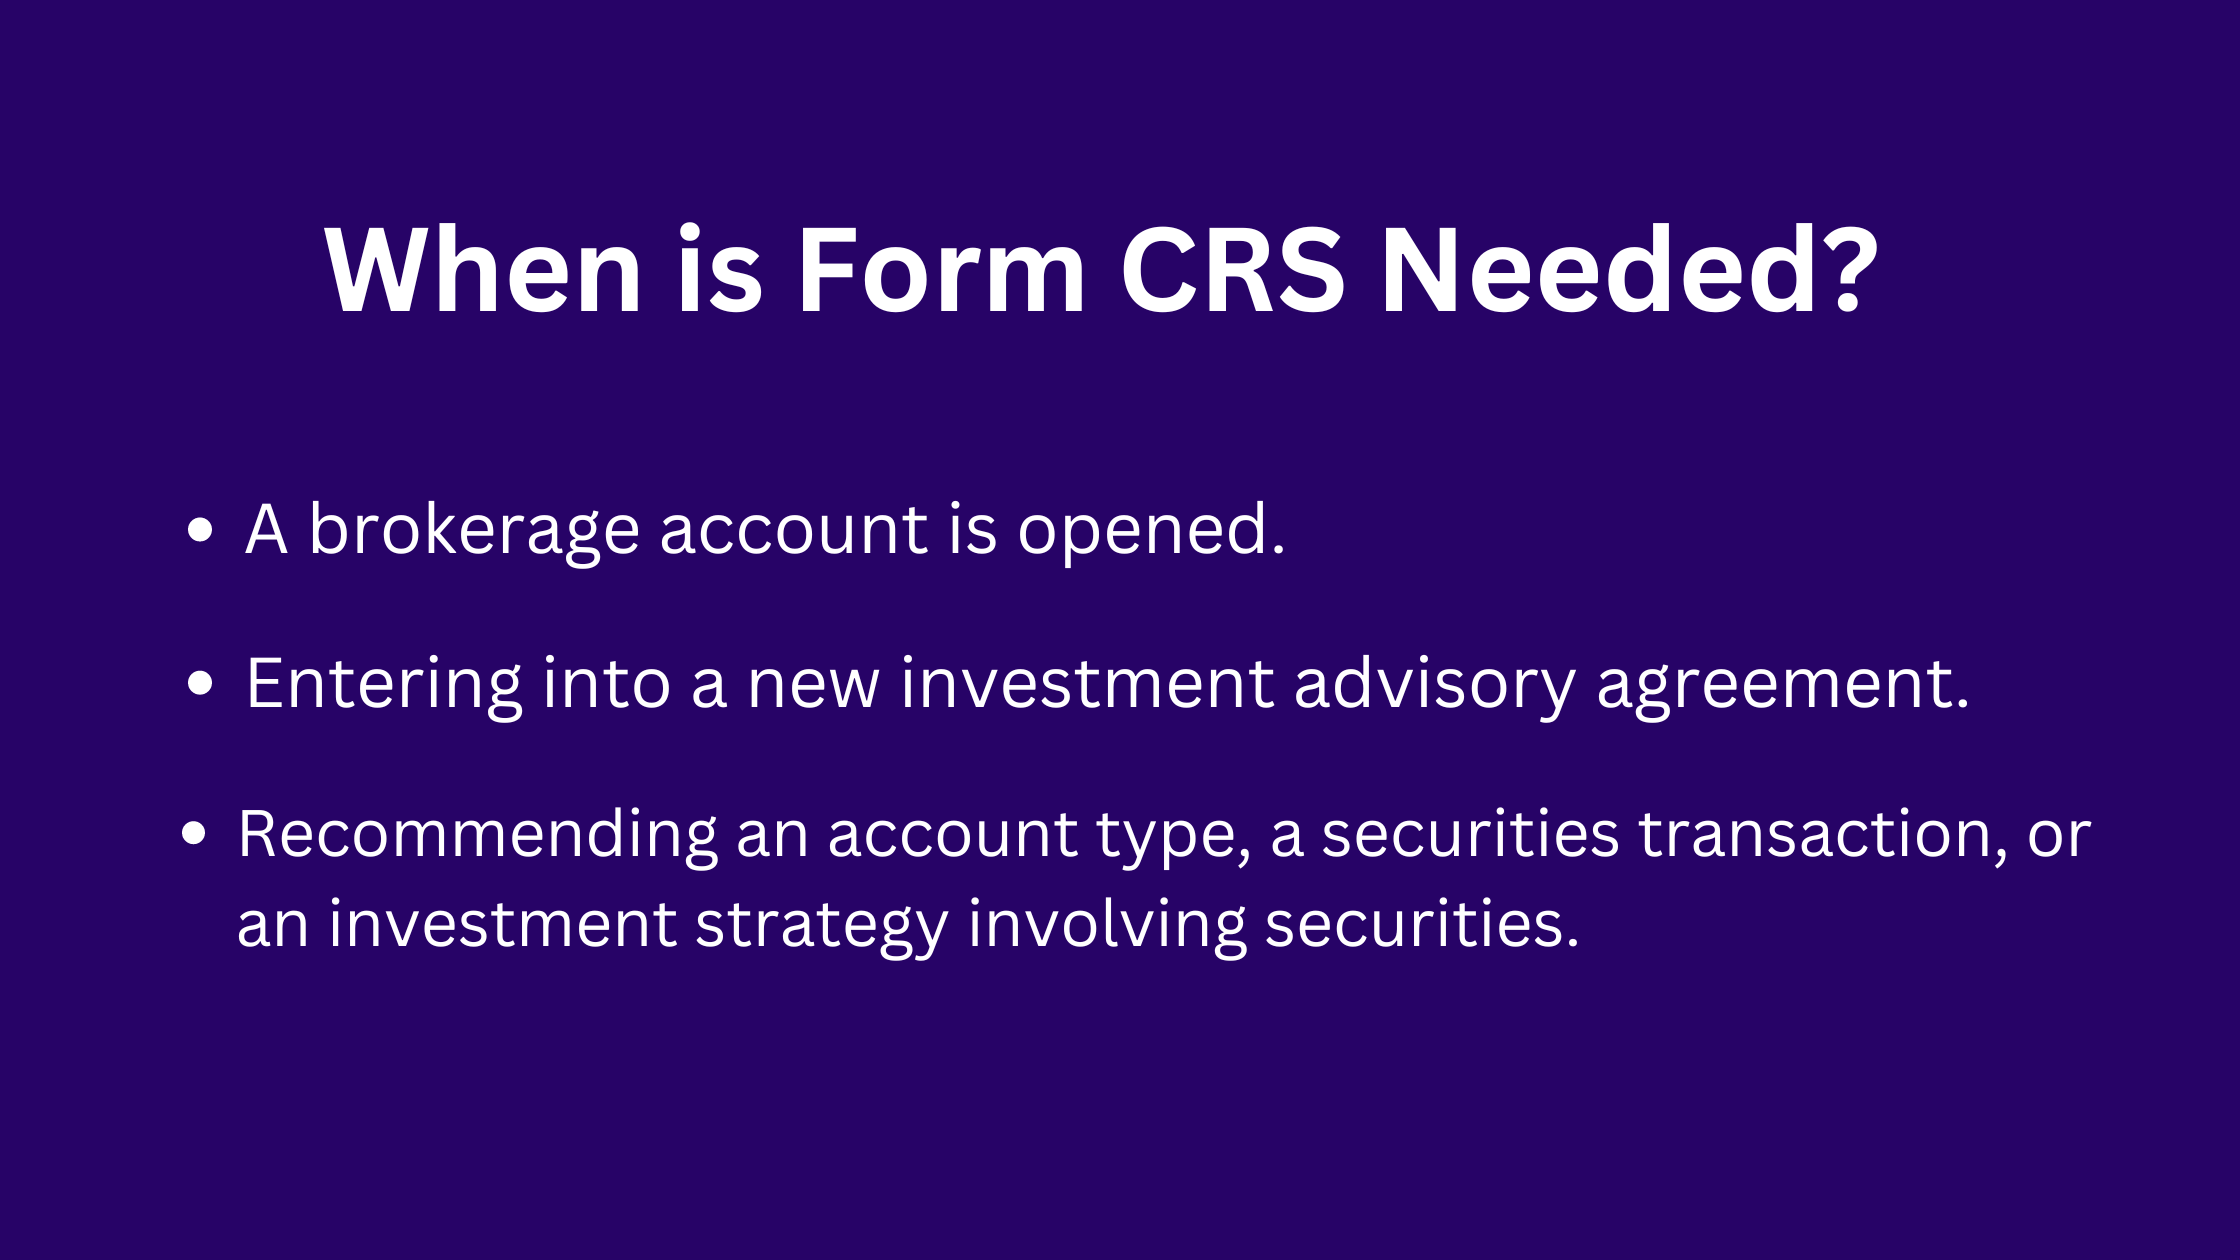 When is Form CRS Needed?
• A brokerage account is opened.
• Entering into a new investment advisory agreement.
• Recommending an account type, a securities transaction, or
an investment strategy involving securities.